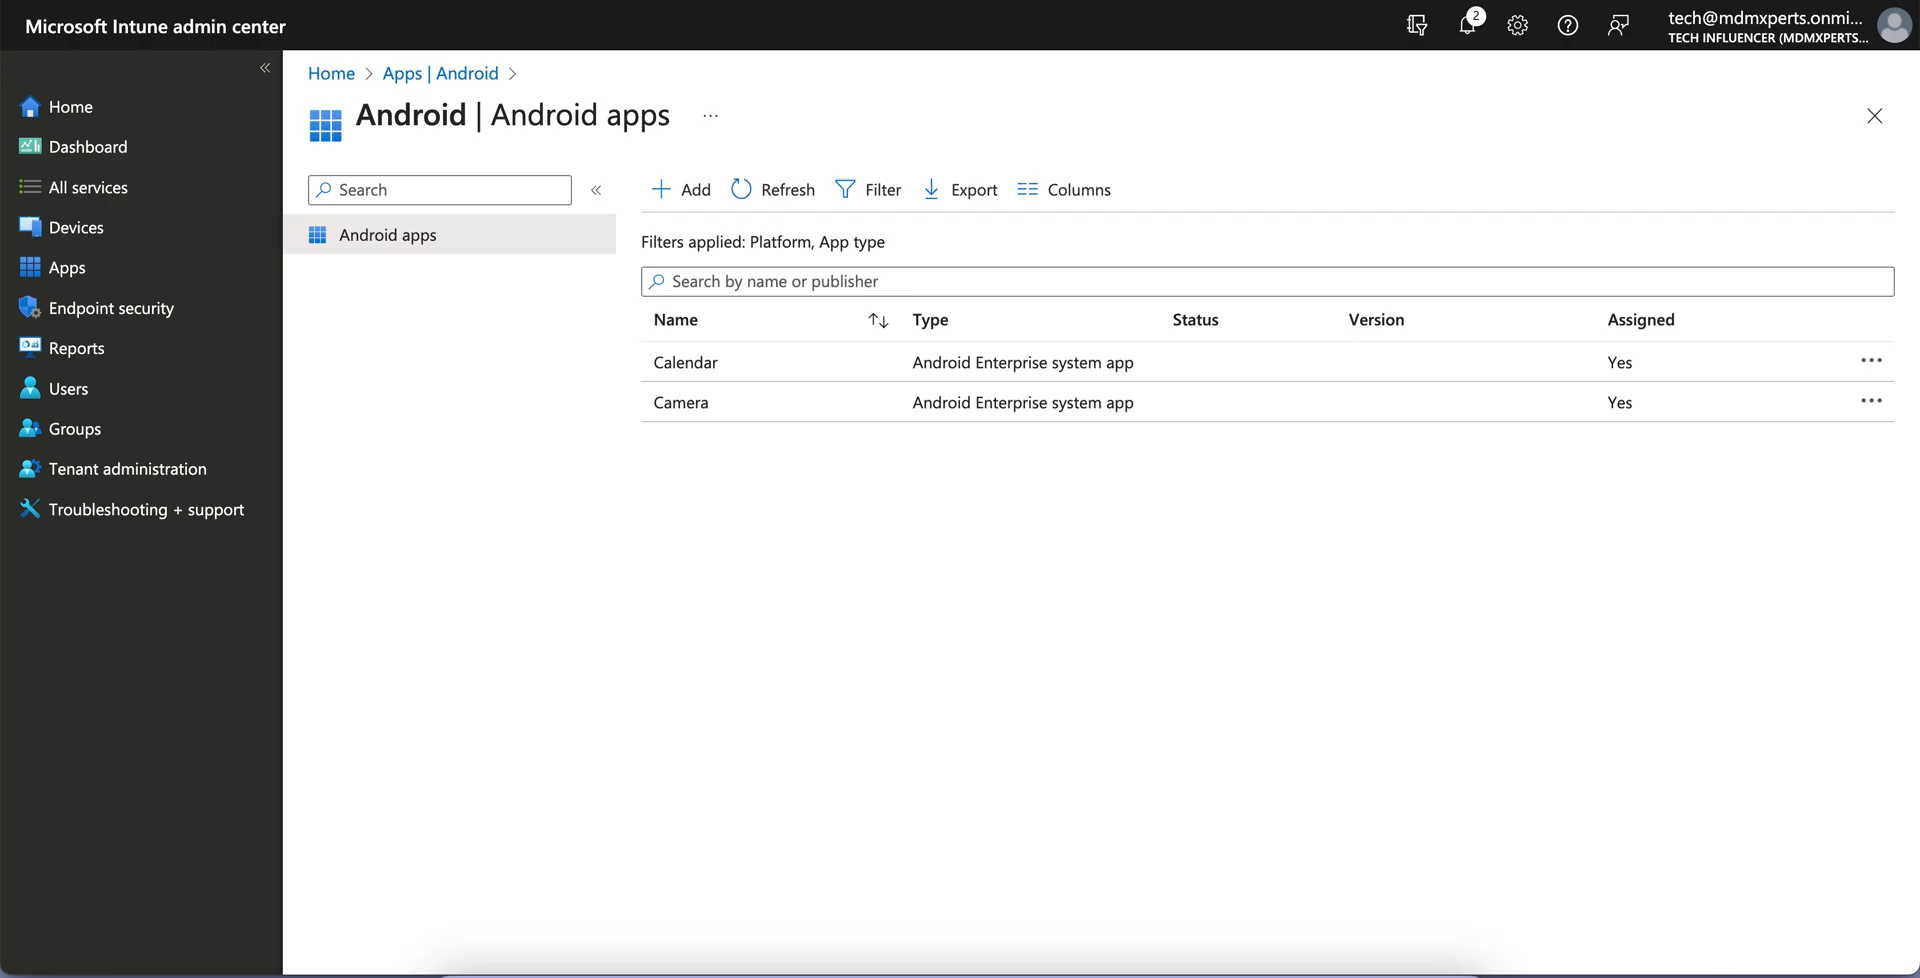 Microsoft Intune admin center
2
tech@mdmxperts.onmi...
TECH INFLUENCER (MDMXPERTS...
Home
Dashboard
All services
Devices
Apps
Endpoint security
Reports
Users
Groups
Tenant administration
Troubleshooting + support
Home > Apps | Android >
Android | Android apps ...
Search
Android apps
Add Refresh Filter Export Columns
Filters applied: Platform, App type
Search by name or publisher
Name Type Status Version Assigned
Calendar Android Enterprise system app Yes
Camera Android Enterprise system app Yes